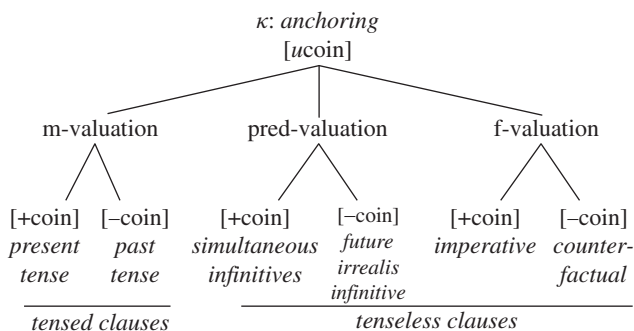 κ: anchoring
[ucoin]
m-valuation pred-valuation f-valuation
[+coin] [–coin] [+coin] [–coin] [+coin] [–coin]
present past simultaneous future imperative counter-
tense tense infinitives irrealis factual
infinitive
tensed clauses tenseless clauses